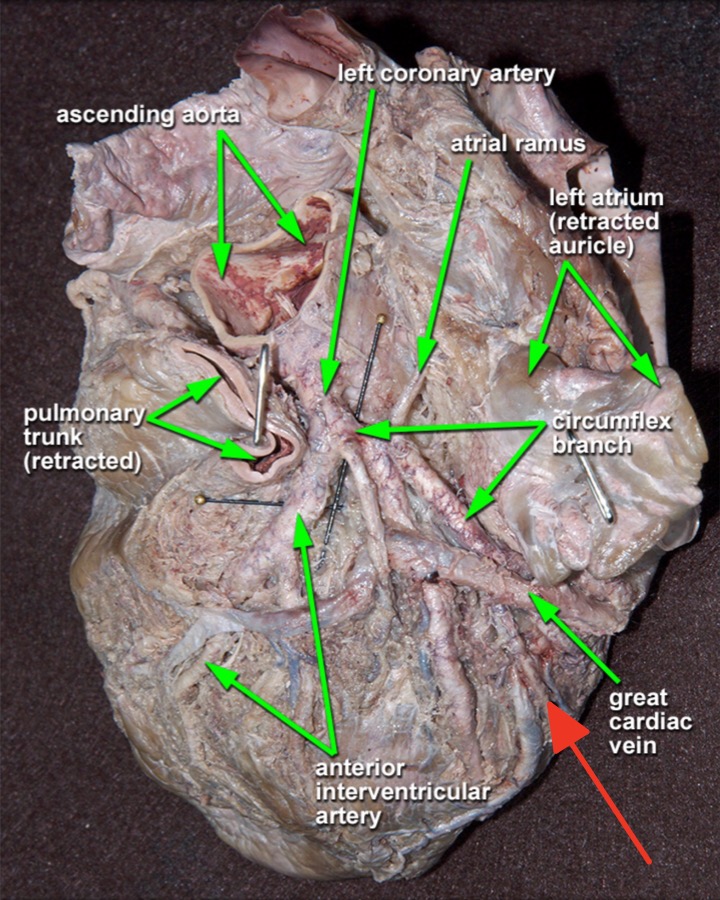 left coronary artery
ascending aorta
atrial ramus
left atrium
(retracted
auricle)
pulmonary
trunk
(retracted)
circumflex
branch
great
cardiac
vein
anterior
interventricular
artery